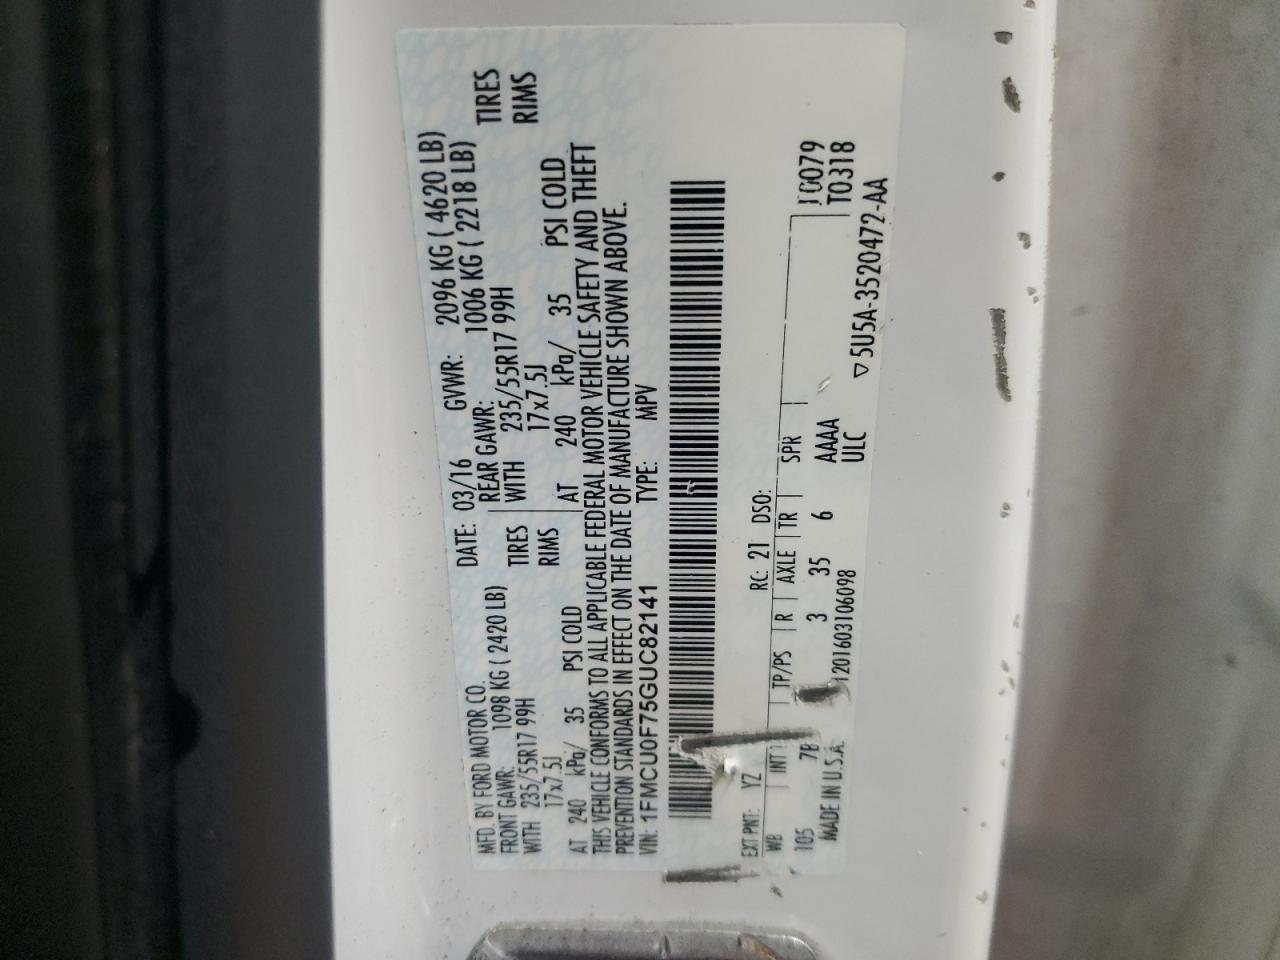 MFD. BY FORD MOTOR CO.
DATE: 03/16 GVWR: 2096 KG ( 4620 LB)
FRONT GAWR: 1098 KG ( 2420 LB) REAR GAWR: 1006 KG ( 2218 LB)
WITH 235/55R17 99H TIRES WITH 235/55R17 99H TIRES
17x7.5J RIMS 17x7.5J RIMS
AT 240 kPa/ 35 PSI COLD AT 240 kPa/ 35 PSI COLD
THIS VEHICLE CONFORMS TO ALL APPLICABLE FEDERAL MOTOR VEHICLE SAFETY AND THEFT
PREVENTION STANDARDS IN EFFECT ON THE DATE OF MANUFACTURE SHOWN ABOVE.
VIN: 1FMCU0F75GUC82141 TYPE: MPV
EXT PNT: YZ RC: 21 DSO:
WB INT TP/PS R AXLE TR SPR
105 7B 3 35 6 AAAA T0318
MADE IN U.S.A. ULC
1201603106098
▽5U5A-3520472-AA